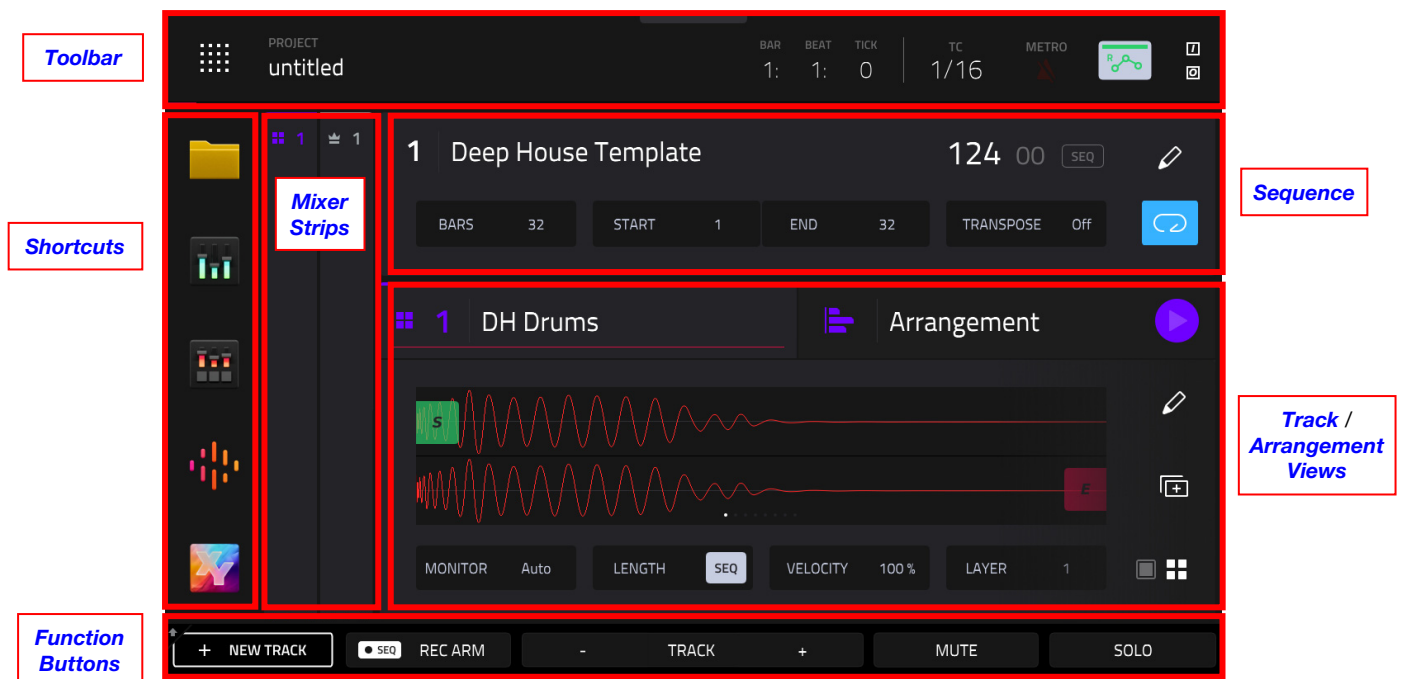 Toolbar
PROJECT
untitled
BAR BEAT TICK
1: 1: 0
TC
1/16
METRO
R
I
O
Shortcuts
1
1
Mixer
Strips
1 Deep House Template
124 00 SEQ
BARS 32
START 1
END 32
TRANSPOSE Off
Sequence
1 DH Drums
Arrangement
S
E
MONITOR Auto
LENGTH SEQ
VELOCITY 100 %
LAYER 1
Track /
Arrangement
Views
XY
Function
Buttons
+ NEW TRACK
SEQ REC ARM
- TRACK +
MUTE
SOLO